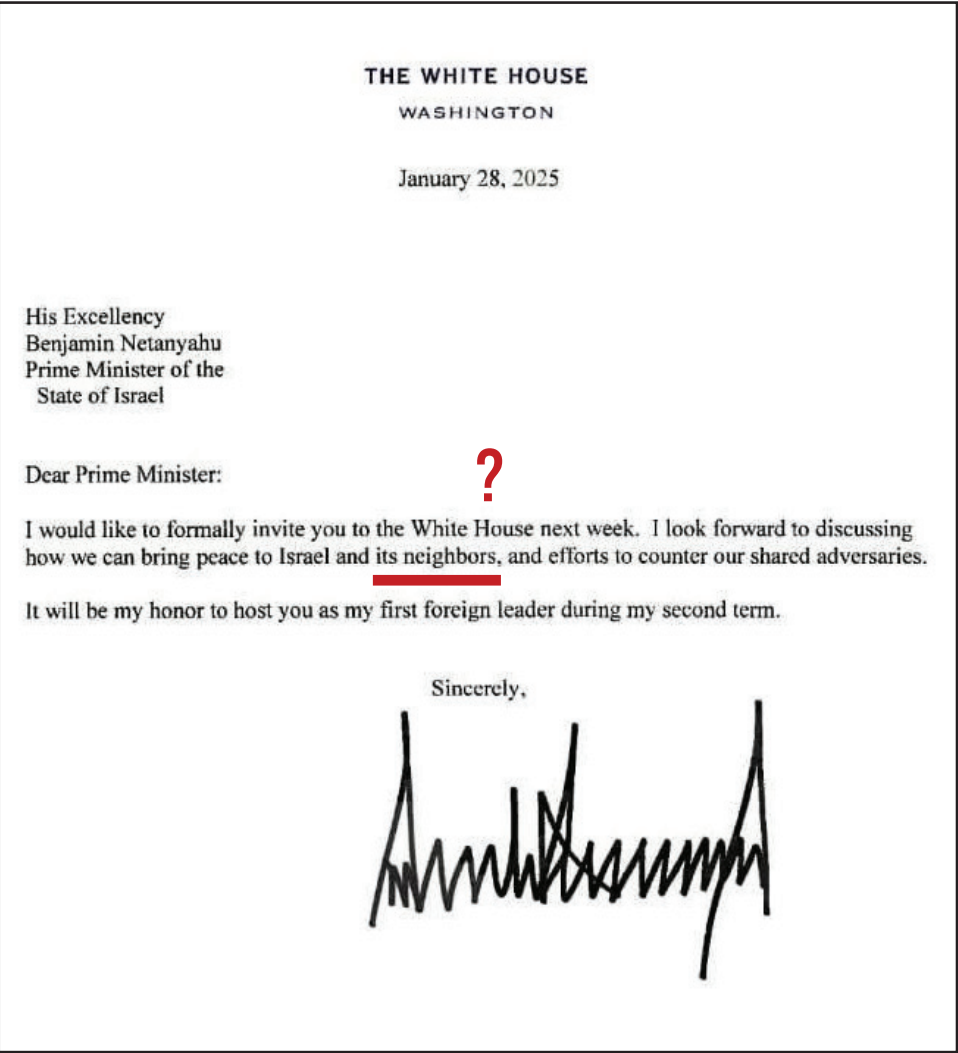 THE WHITE HOUSE
WASHINGTON
January 28, 2025
His Excellency
Benjamin Netanyahu
Prime Minister of the
State of Israel
Dear Prime Minister:
?
I would like to formally invite you to the White House next week. I look forward to discussing
how we can bring peace to Israel and its neighbors, and efforts to counter our shared adversaries.
It will be my honor to host you as my first foreign leader during my second term.
Sincerely,